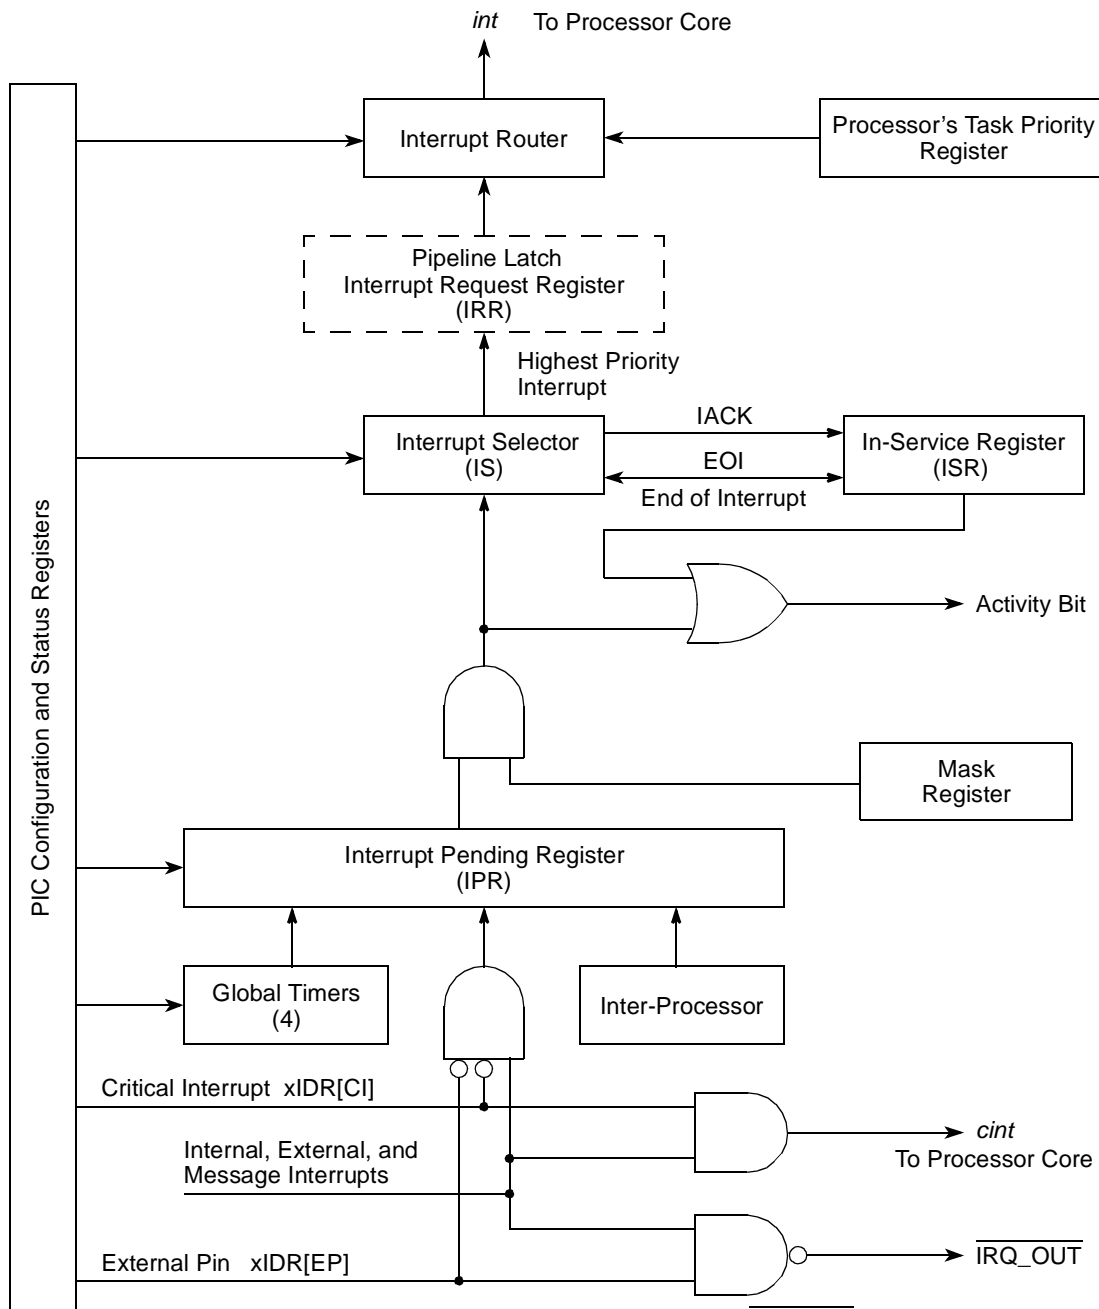 int To Processor Core
Interrupt Router
Processor's Task Priority
Register
Pipeline Latch
Interrupt Request Register
(IRR)
Highest Priority
Interrupt
Interrupt Selector
(IS)
IACK
EOI
End of Interrupt
In-Service Register
(ISR)
PIC Configuration and Status Registers
Activity Bit
Mask
Register
Interrupt Pending Register
(IPR)
Global Timers
(4)
Inter-Processor
Critical Interrupt xIDR[CI]
Internal, External, and
Message Interrupts
cint
To Processor Core
External Pin xIDR[EP]
IRQ_OUT